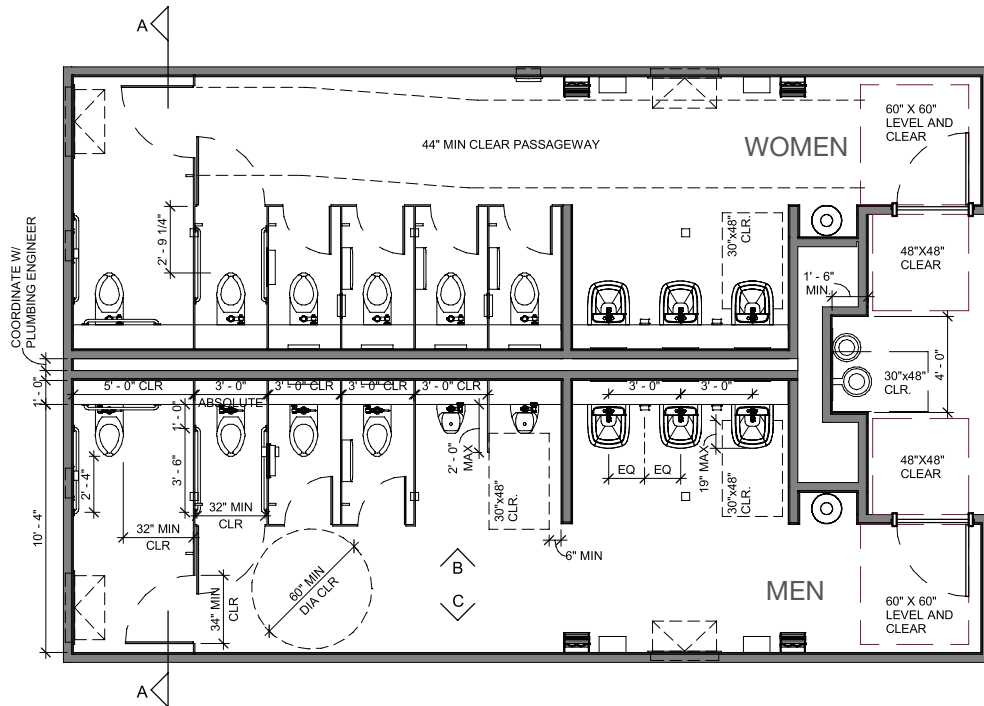 A
60" X 60"
LEVEL AND
CLEAR
44" MIN CLEAR PASSAGEWAY
WOMEN
2' - 9 1/4"
30"x48"
CLR.
48"X48"
CLEAR
1' - 6"
MIN.
COORDINATE W/
PLUMBING ENGINEER
4' - 0"
30"x48"
CLR.
1' - 0"
5' - 0" CLR
3' - 0"
ABSOLUTE
3' - 0" CLR
3' - 0" CLR
3' - 0" CLR
3' - 0"
3' - 0"
1' - 0"
2' - 4"
3' - 6"
2' - 0"
MAX
EQ
EQ
19" MAX
30"x48"
CLR.
30"x48"
CLR.
48"X48"
CLEAR
10' - 4"
32" MIN
CLR
32" MIN
CLR
6" MIN
60" MIN
DIA CLR
B
C
34" MIN
CLR
MEN
60" X 60"
LEVEL AND
CLEAR
A